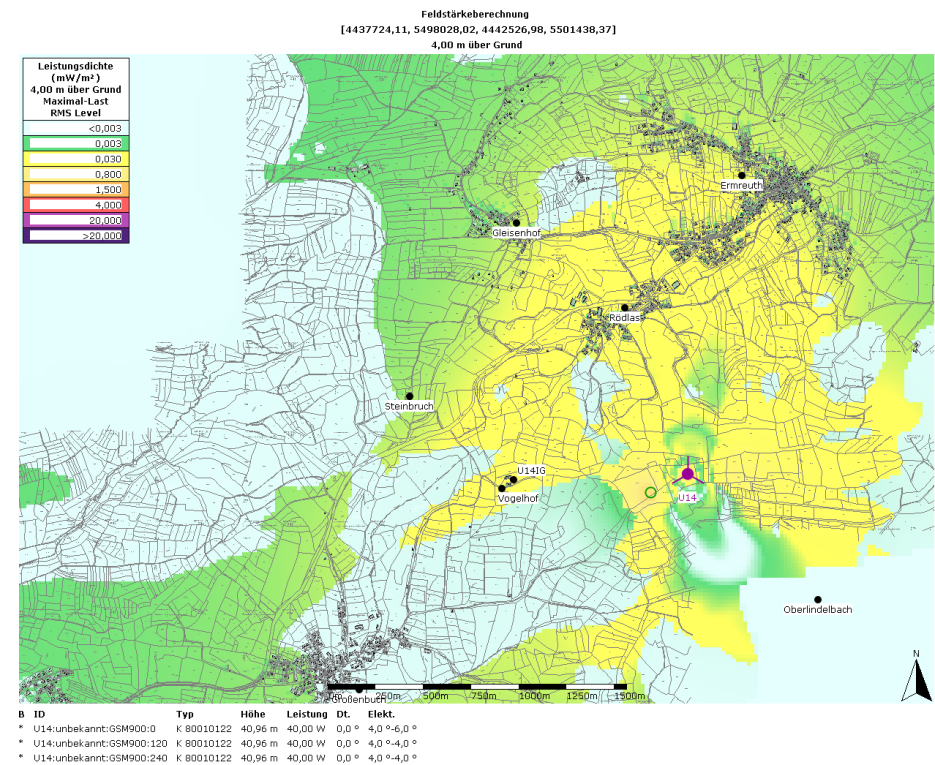 Feldstärkeberechnung
[4437724,11, 5498028,02, 4442526,98, 5501438,37]
4,00 m über Grund
Leistungsdichte
(mW/m²)
4,00 m über Grund
Maximal-Last
RMS Level
<0,003
0,003
0,030
0,800
1,500
4,000
20,000
>20,000
Ermreuth
Gleisenhof
Rödlas
Steinbruch
U14IG
Vogelhof
U14
Oberlindelbach
N
0m 250m 500m 750m 1000m 1250m 1500m
Großenbuch
B ID Typ Höhe Leistung Dt. Elekt.
* U14:unbekannt:GSM900:0 K 80010122 40,96 m 40,00 W 0,0 ° 4,0 °-6,0 °
* U14:unbekannt:GSM900:120 K 80010122 40,96 m 40,00 W 0,0 ° 4,0 °-4,0 °
* U14:unbekannt:GSM900:240 K 80010122 40,96 m 40,00 W 0,0 ° 4,0 °-4,0 °